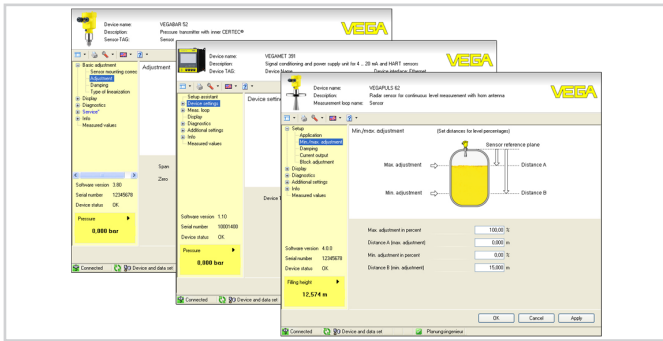 Device name: VEGABAR 52
Description: Pressure transmitter with inner CERTEC®
Sensor TAG: Sensor
VEGA
Basic adjustment
Sensor mounting correc
Adjustment
Damping
Type of linearization
Display
Diagnostics
Service*
Info
Measured values
Adjustment
Span
Zero
Software version 3.80
Serial number 12345678
Device status OK
Pressure
0,000 bar
Connected Device and data set
Device name: VEGAMET 391
Description: Signal conditioning and power supply unit for 4 .. 20 mA and HART sensors
Device TAG: Device Name Device interface Ethernet
VEGA
Setup assistant
Device settings
Meas. loop
Display
Diagnostics
Additional settings
Info
Measured values
Device settin
Device T
Software version 1.10
Serial number 10001400
Device status OK
Pressure
0,000 bar
Connected Device and data set
Device name: VEGAPULS 62
Description: Radar sensor for continuous level measurement with horn antenna
Measurement loop name: Sensor
VEGA
Setup
Application
Min./max. adjustment
Damping
Current output
Block adjustment
Display
Diagnostics
Additional settings
Info
Measured values
Min./max. adjustment (Set distances for level percentages)
Sensor reference plane
Max. adjustment Distance A
Min. adjustment Distance B
Max. adjustment in percent 100,00 %
Distance A (max. adjustment) 0,000 m
Min. adjustment in percent 0,00 %
Distance B (min. adjustment) 15,000 m
Software version 4.0.0
Serial number 12345678
Device status OK
Filling height
12,574 m
OK Cancel Apply
Connected Device and data set Planungsingenieur: